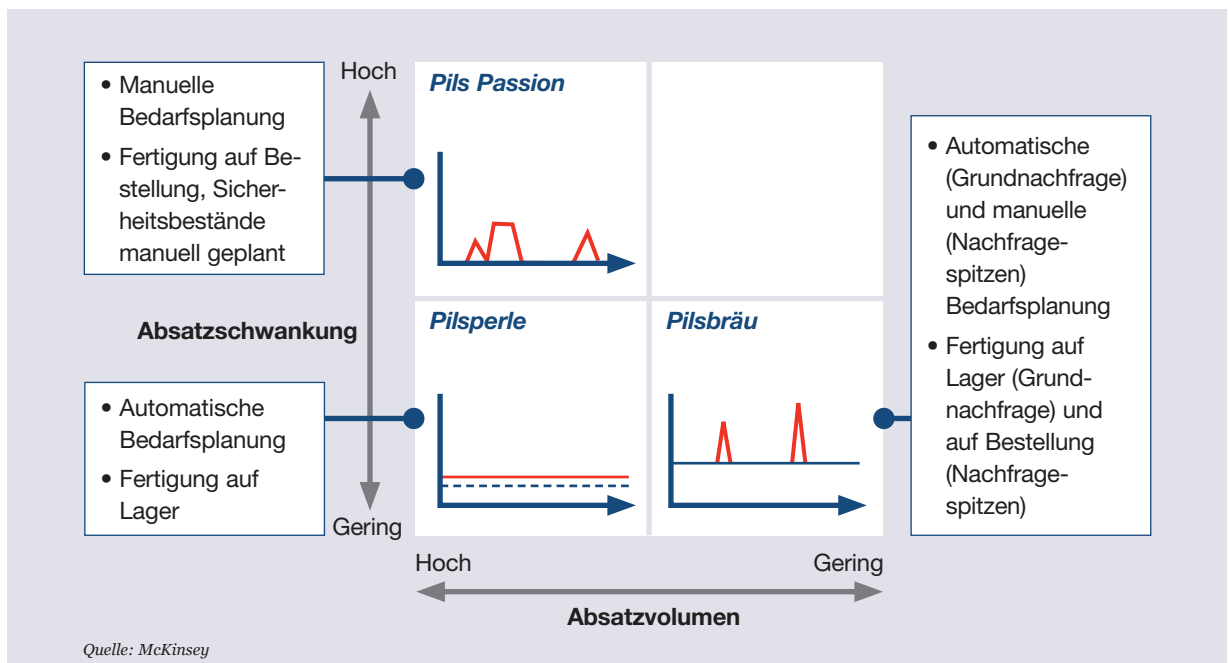 • Manuelle
Bedarfsplanung
• Fertigung auf Be-
stellung, Sicher-
heitsbestände
manuell geplant
Hoch
Absatzschwankung
Gering
• Automatische
Bedarfsplanung
• Fertigung auf
Lager
Pils Passion
Pilsperle
Pilsbräu
• Automatische
(Grundnachfrage)
und manuelle
(Nachfrage-
spitzen)
Bedarfsplanung
• Fertigung auf
Lager (Grund-
nachfrage) und
auf Bestellung
(Nachfrage-
spitzen)
Hoch
Gering
Absatzvolumen
Quelle: McKinsey